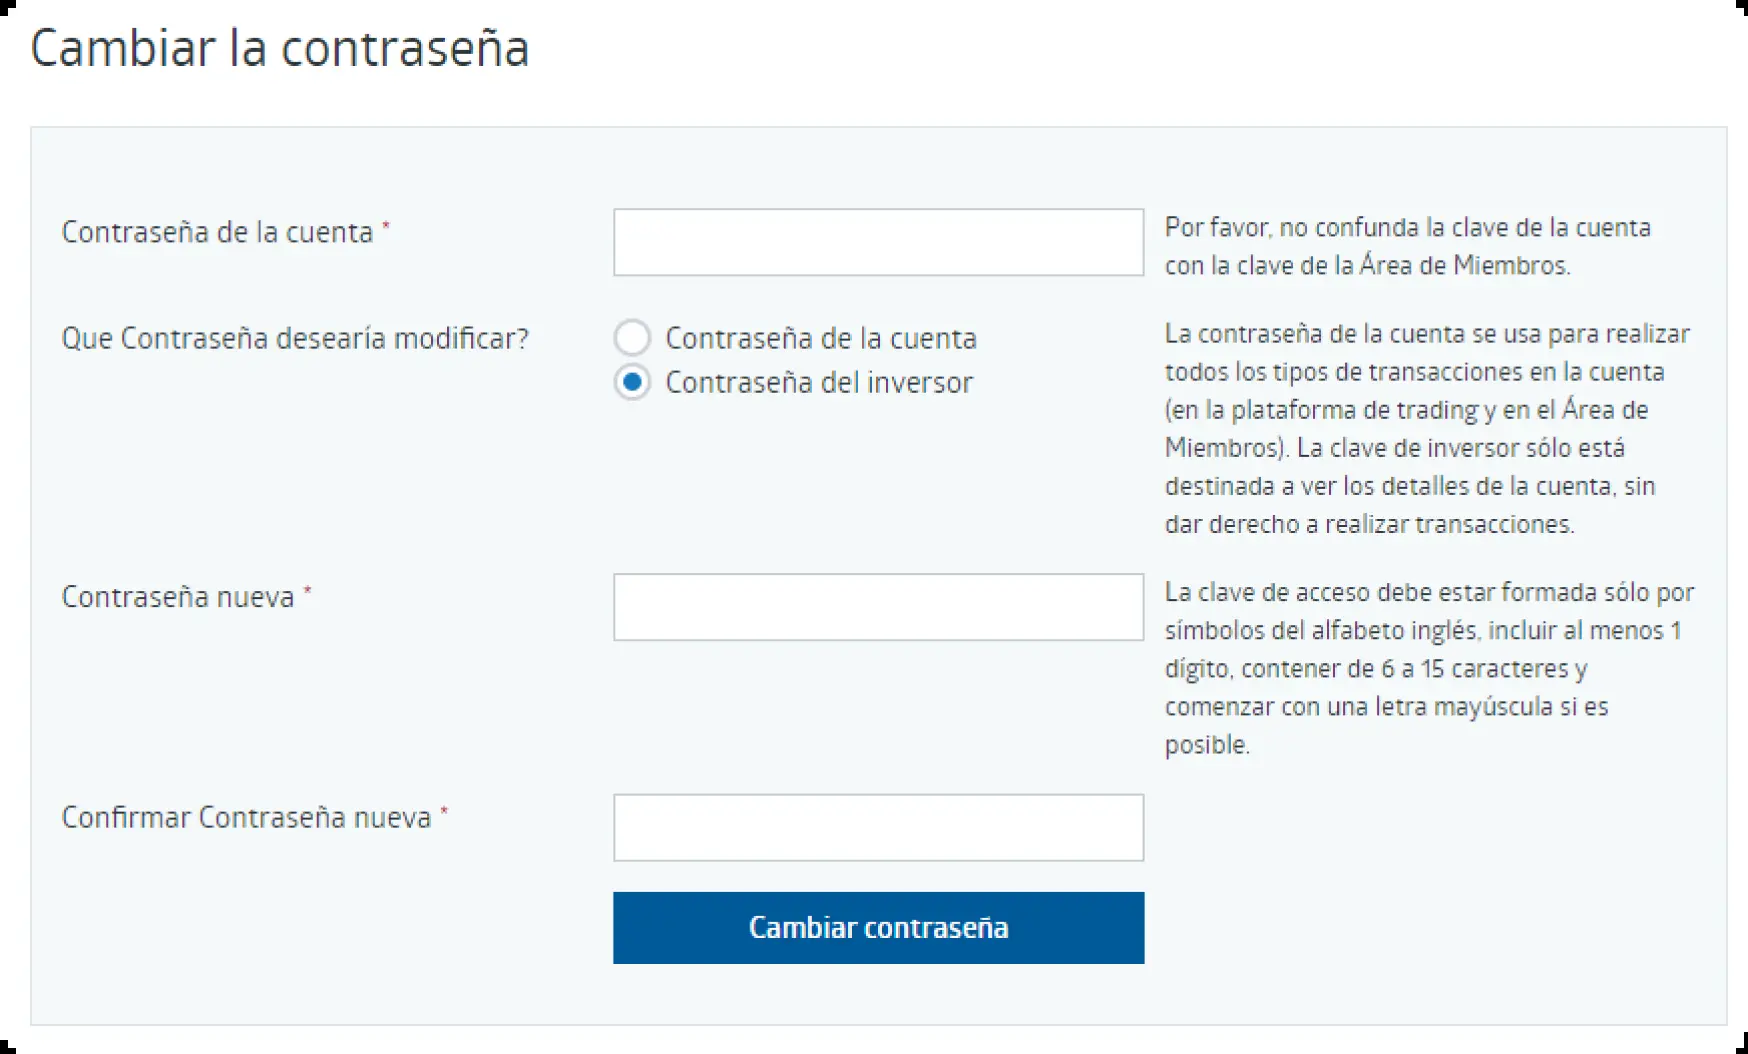 Cambiar la contraseña
Contraseña de la cuenta *
Por favor, no confunda la clave de la cuenta
con la clave de la Área de Miembros.
Que Contraseña desearía modificar?
Contraseña de la cuenta
Contraseña del inversor
La contraseña de la cuenta se usa para realizar
todos los tipos de transacciones en la cuenta
(en la plataforma de trading y en el Área de
Miembros). La clave de inversor sólo está
destinada a ver los detalles de la cuenta, sin
dar derecho a realizar transacciones.
Contraseña nueva *
La clave de acceso debe estar formada sólo por
símbolos del alfabeto inglés, incluir al menos 1
dígito, contener de 6 a 15 caracteres y
comenzar con una letra mayúscula si es
posible.
Confirmar Contraseña nueva *
Cambiar contraseña